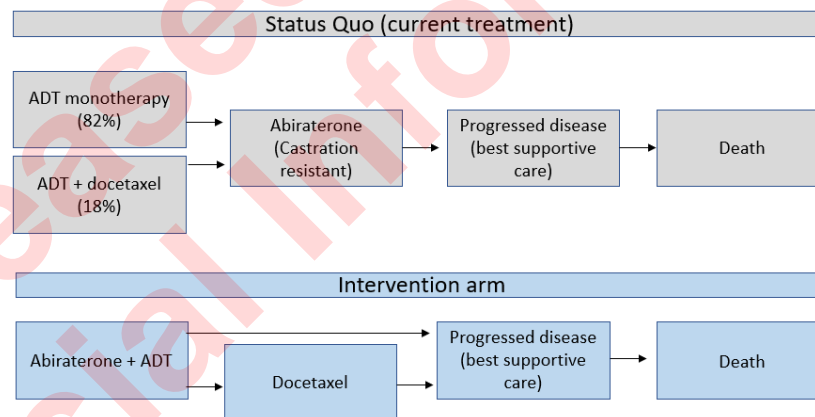 Status Quo (current treatment)
ADT monotherapy
(82%)
ADT + docetaxel
(18%)
Abiraterone
(Castration
resistant)
Progressed disease
(best supportive
care)
Death
Intervention arm
Abiraterone + ADT
Docetaxel
Progressed disease
(best supportive
care)
Death